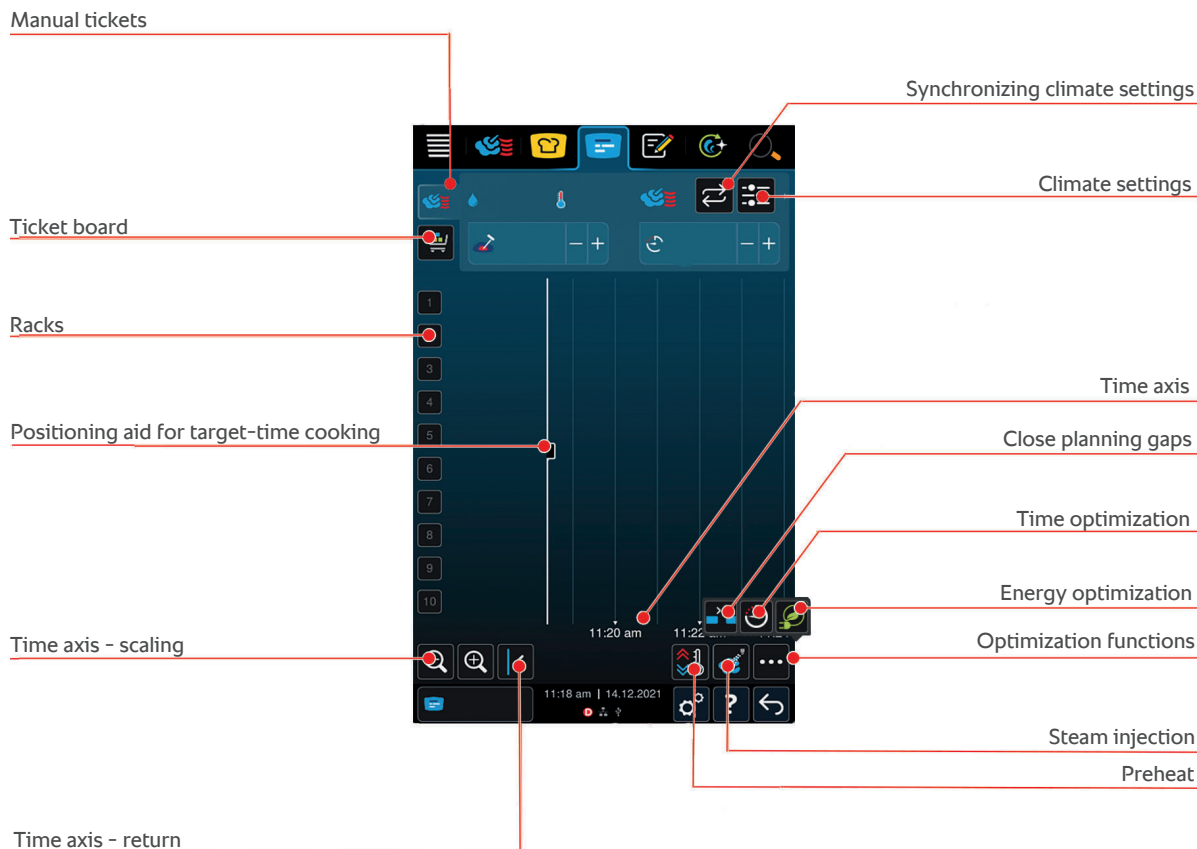 Manual tickets
Synchronizing climate settings
Climate settings
Ticket board
1
Racks
3
4
Time axis
5
Positioning aid for target-time cooking
Close planning gaps
6
7
Time optimization
8
9
Energy optimization
10
11:20 am
11:22
Time axis - scaling
Optimization functions
11:18 am | 14.12.2021
D
?
Steam injection
Preheat
Time axis - return